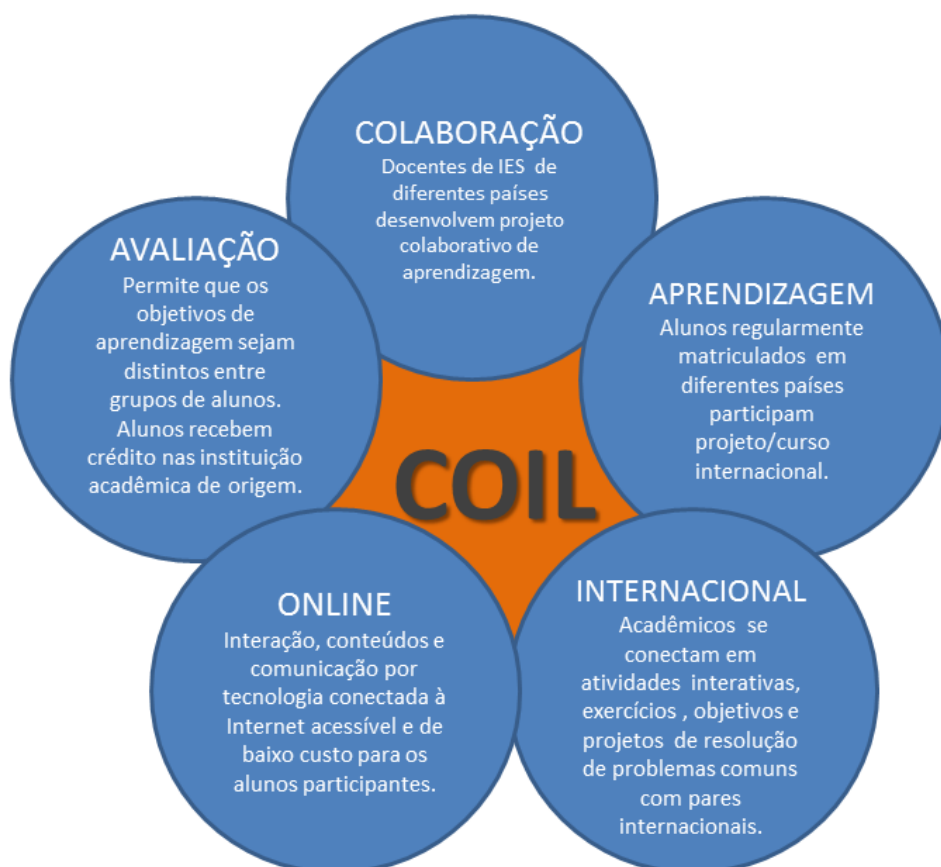 COLABORAÇÃO
Docentes de IES de
diferentes países
desenvolvem projeto
colaborativo de
aprendizagem.
AVALIAÇÃO
Permite que os
objetivos de
aprendizagem sejam
distintos entre
grupos de alunos.
Alunos recebem
crédito nas instituição
acadêmica de origem.
APRENDIZAGEM
Alunos regularmente
matriculados em
diferentes países
participam
projeto/curso
internacional.
COIL
ONLINE
Interação, conteúdos e
comunicação por
tecnologia conectada à
Internet acessível e de
baixo custo para os
alunos participantes.
INTERNACIONAL
Acadêmicos se
conectam em
atividades interativas,
exercícios , objetivos e
projetos de resolução
de problemas comuns
com pares
internacionais.